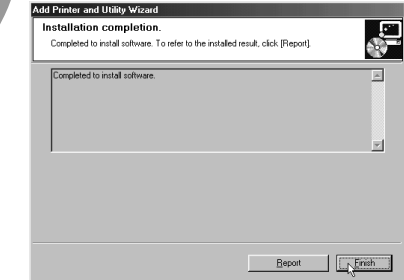 Add Printer and Utility Wizard
Installation completion.
Completed to install software. To refer to the installed result, click [Report].
Completed to install software.
Report
Finish